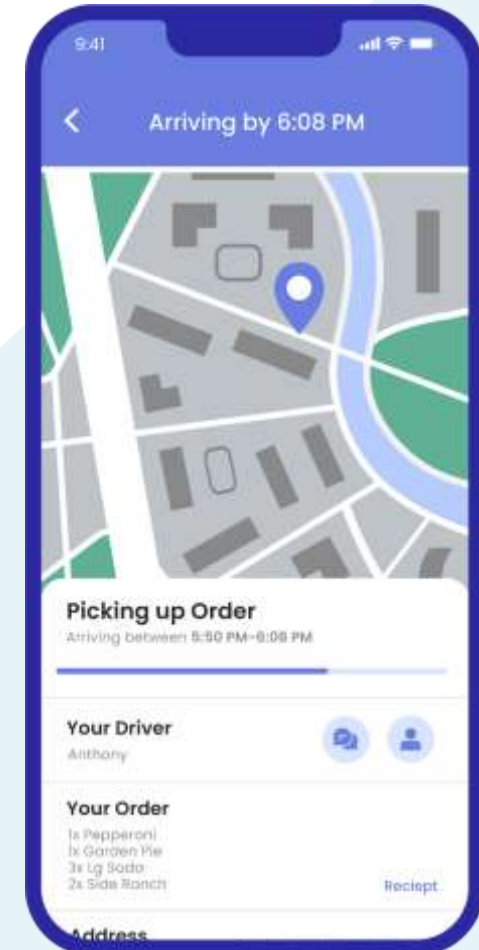 9:41
Arriving by 6:08 PM
Picking up Order
Arriving between 5:50 PM-6:08 PM
Your Driver
Anthony
Your Order
1x Pepperoni
1x Garden Pie
3x Lg Soda
2x Side Ranch
Reciept
Address